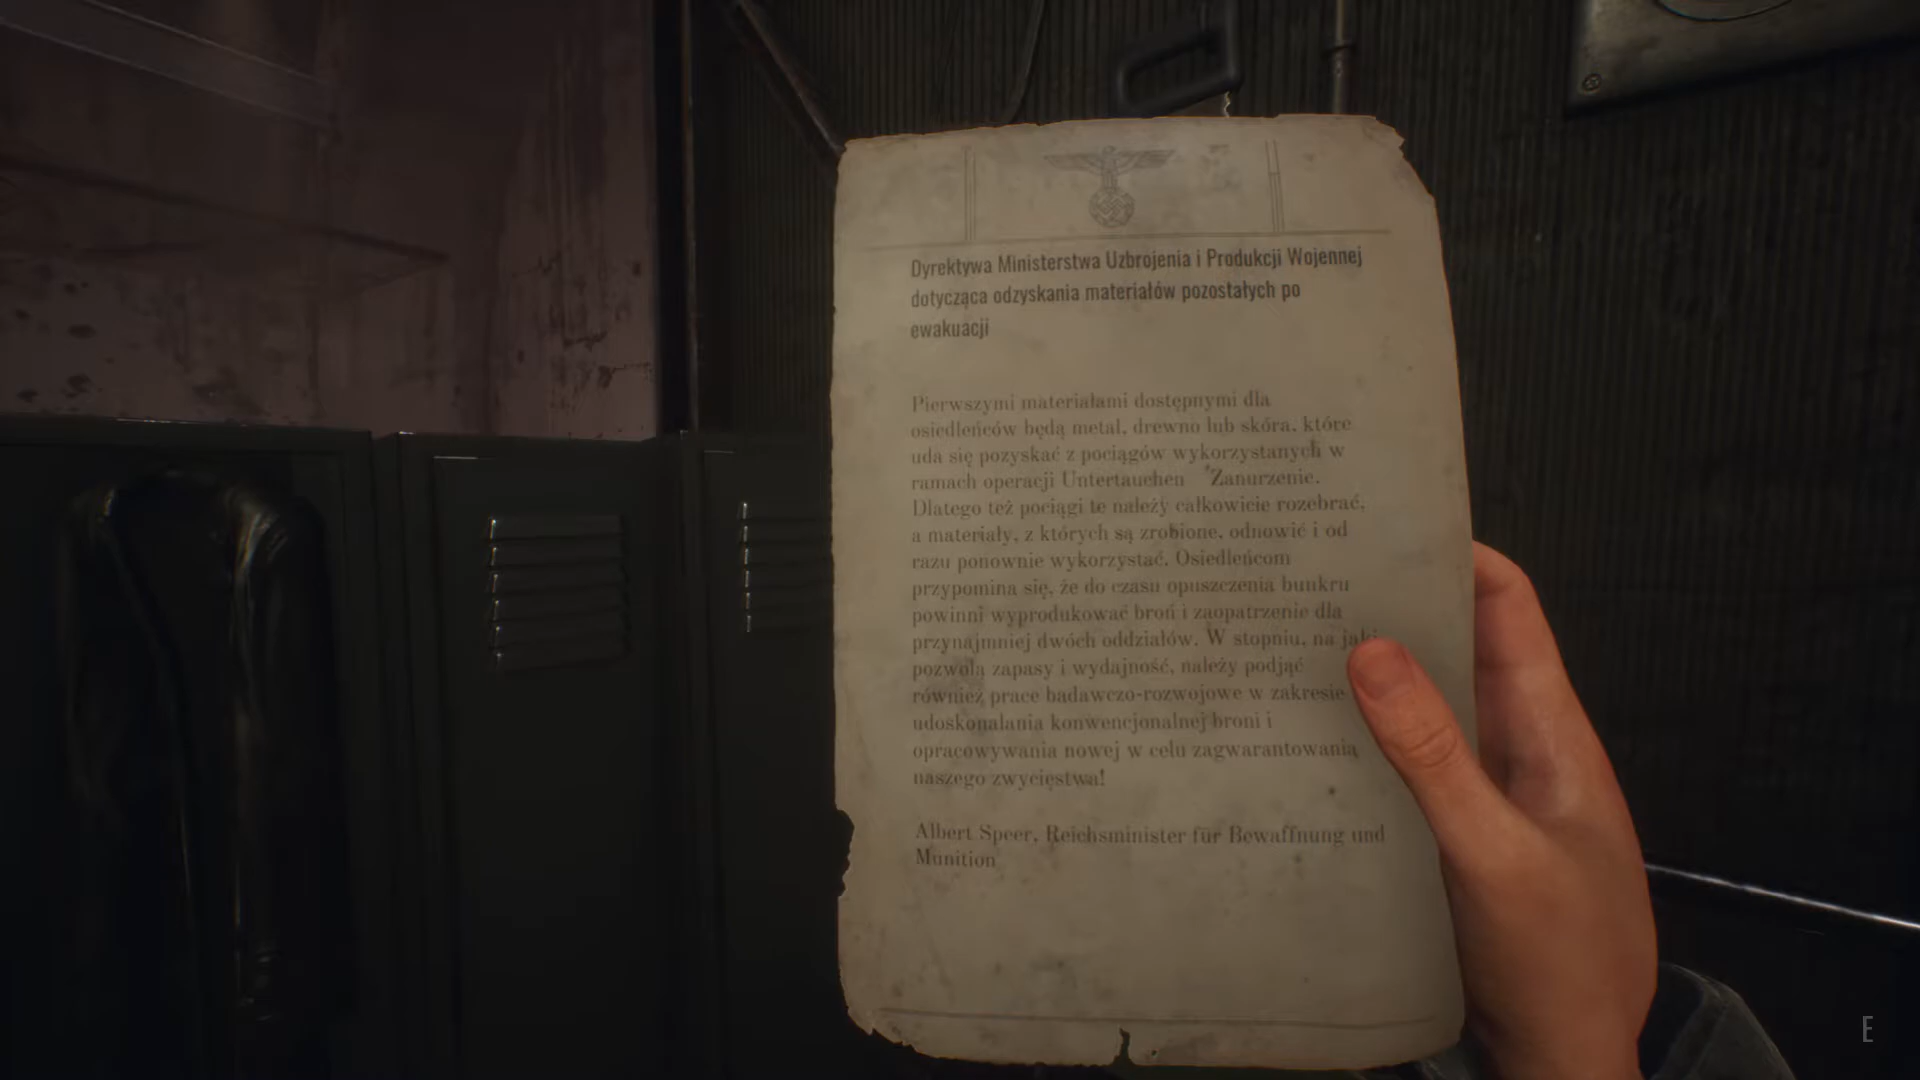 Dyrektywa Ministerstwa Uzbrojenia i Produkcji Wojennej
dotycząca odzyskania materiałów pozostałych po
ewakuacji
Pierwszymi materiałami dostępnymi dla
osiedleńców będą metal, drewno lub skóra, które
uda się pozyskać z pociągów wykorzystanych w
ramach operacji Untertauchen "Zanurzenie.
Dlatego też pociągi te należy całkowicie rozebrać,
a materiały, z których są zrobione, odnowić i od
razu ponownie wykorzystać. Osiedleńcom
przypomina się, że do czasu opuszczenia bunkru
powinni wyprodukować broń i zaopatrzenie dla
przynajmniej dwóch oddziałów. W stopniu, na jaki
pozwolą zapasy i wydajność, należy podjąć
również prace badawczo-rozwojowe w zakresie
udoskonalania konwencjonalnej broni i
opracowywania nowej w celu zagwarantowania
naszego zwycięstwa!
Albert Speer, Reichsminister für Bewaffnung und
Munition
E